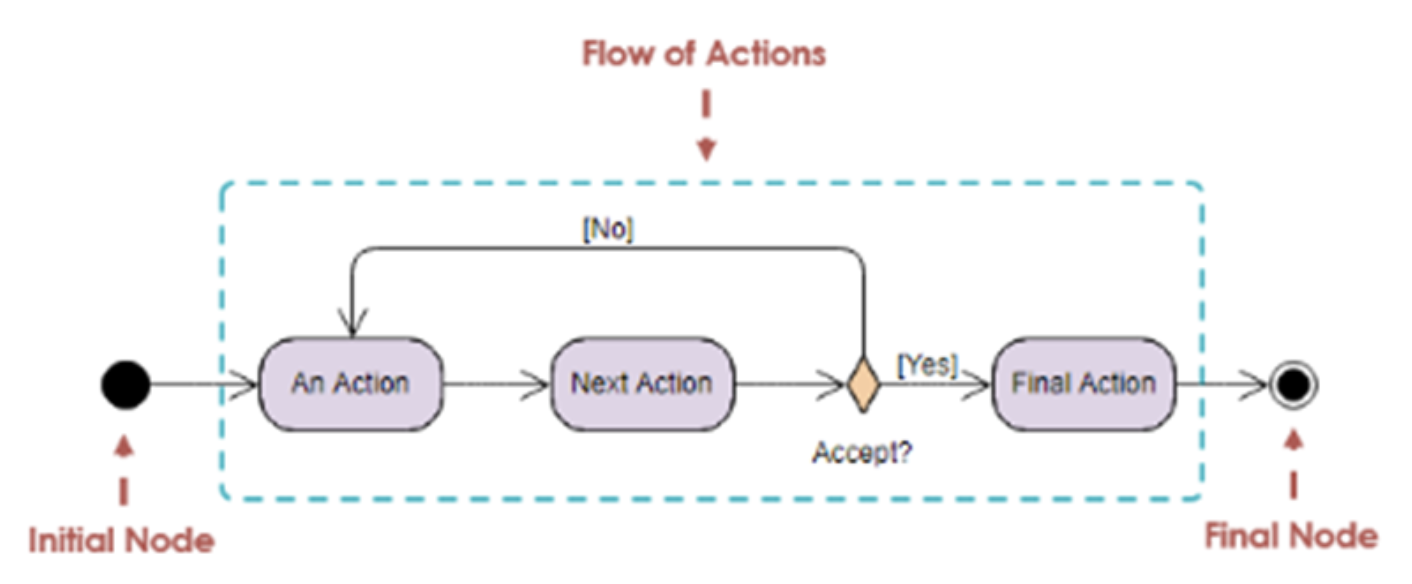 Flow of Actions
[No]
An Action
Next Action
[Yes]
Final Action
Accept?
Initial Node
Final Node